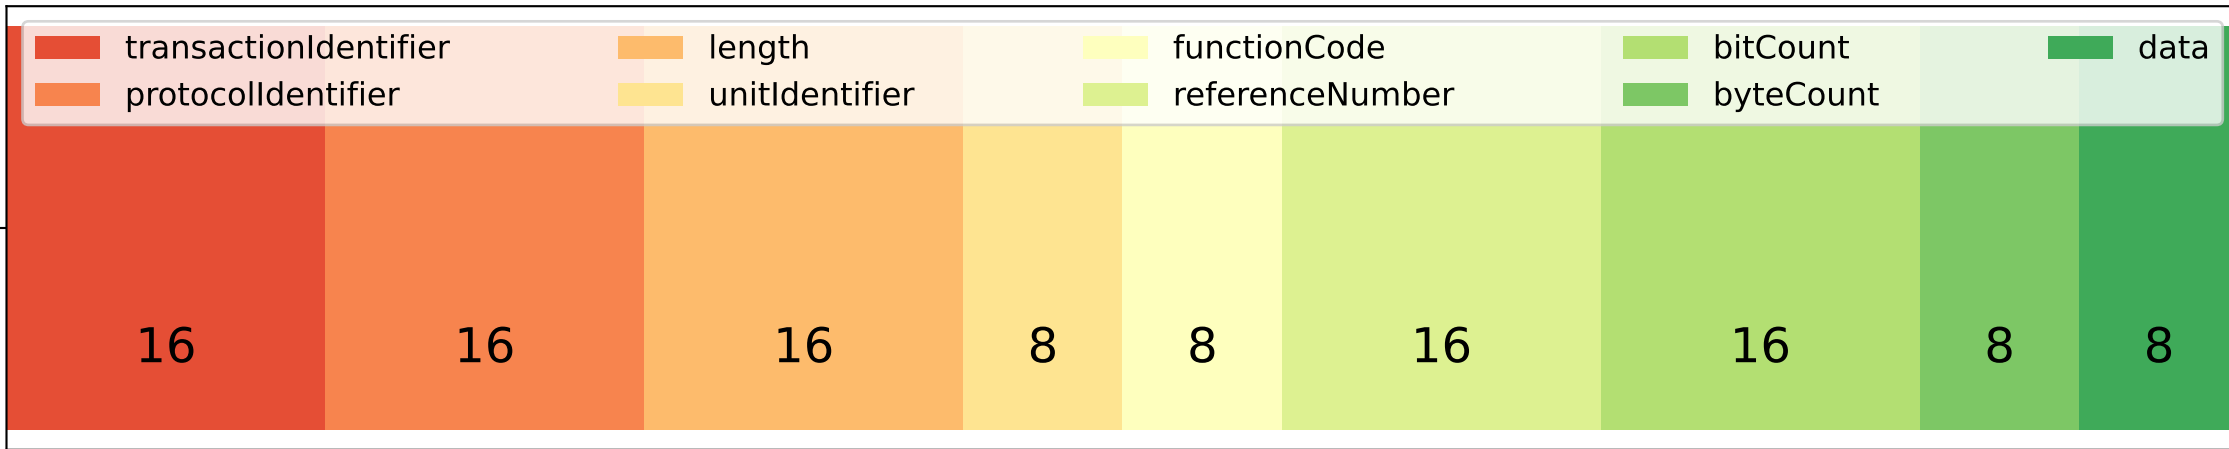 transactionIdentifier length functionCode bitCount data
protocolIdentifier unitIdentifier referenceNumber byteCount
16 16 16 8 8 16 16 8 8